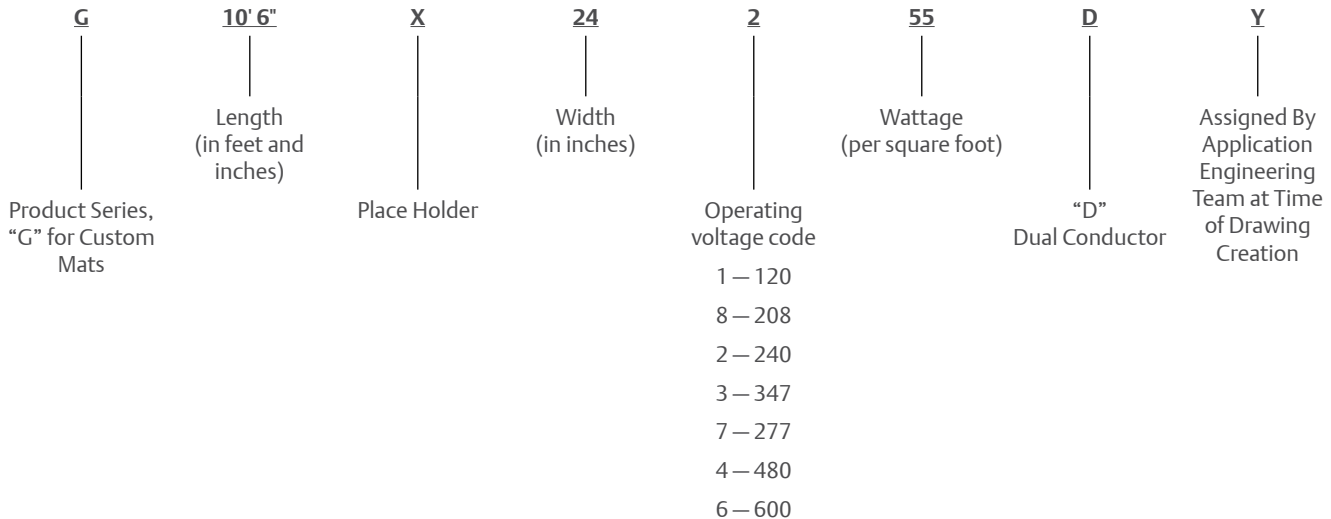 G 10' 6" X 24 2 55 D Y
Length
(in feet and
inches)
Width
(in inches)
Wattage
(per square foot)
Assigned By
Application
Engineering
Team at Time
of Drawing
Creation
Product Series,
“G” for Custom
Mats
Place Holder
Operating
voltage code
1 — 120
8 — 208
2 — 240
3 — 347
7 — 277
4 — 480
6 — 600
“D”
Dual Conductor